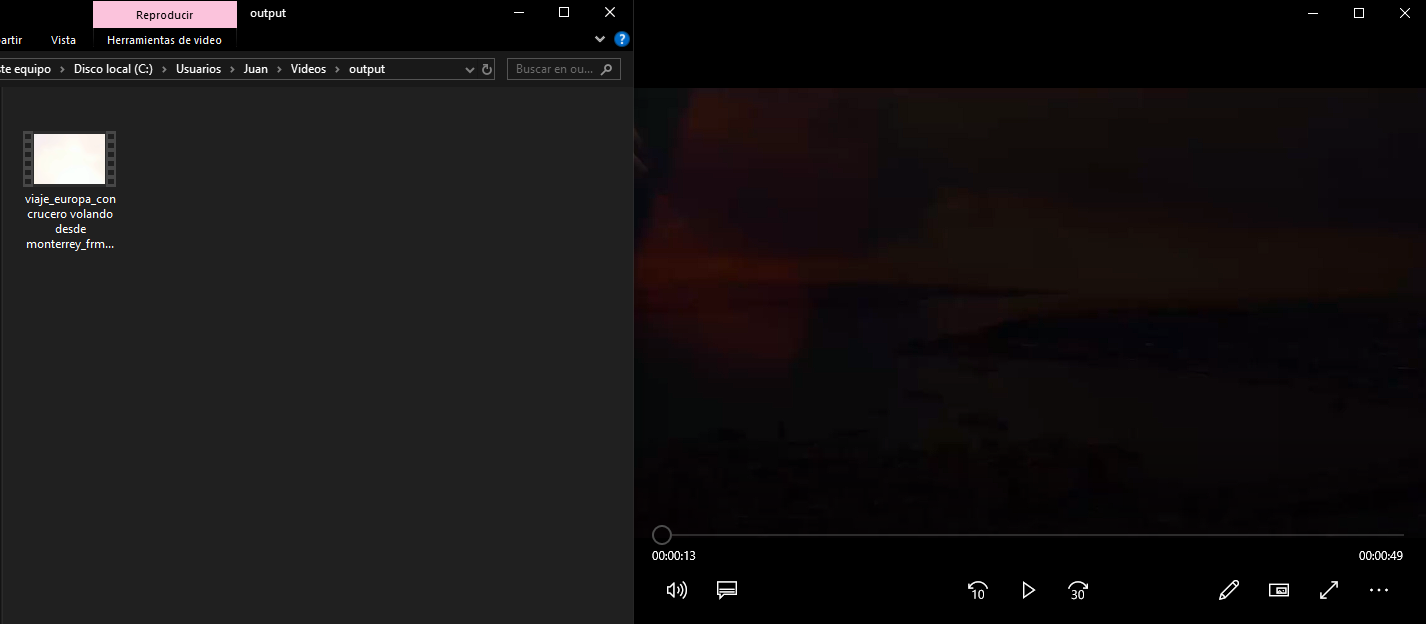 Reproducir
output
artir
Vista
Herramientas de video
?
te equipo > Disco local (C:) > Usuarios > Juan > Videos > output
Buscar en ou...
viaje_europa_con
crucero volando
desde
monterrey_frm...
00:00:13
00:00:49
10
30